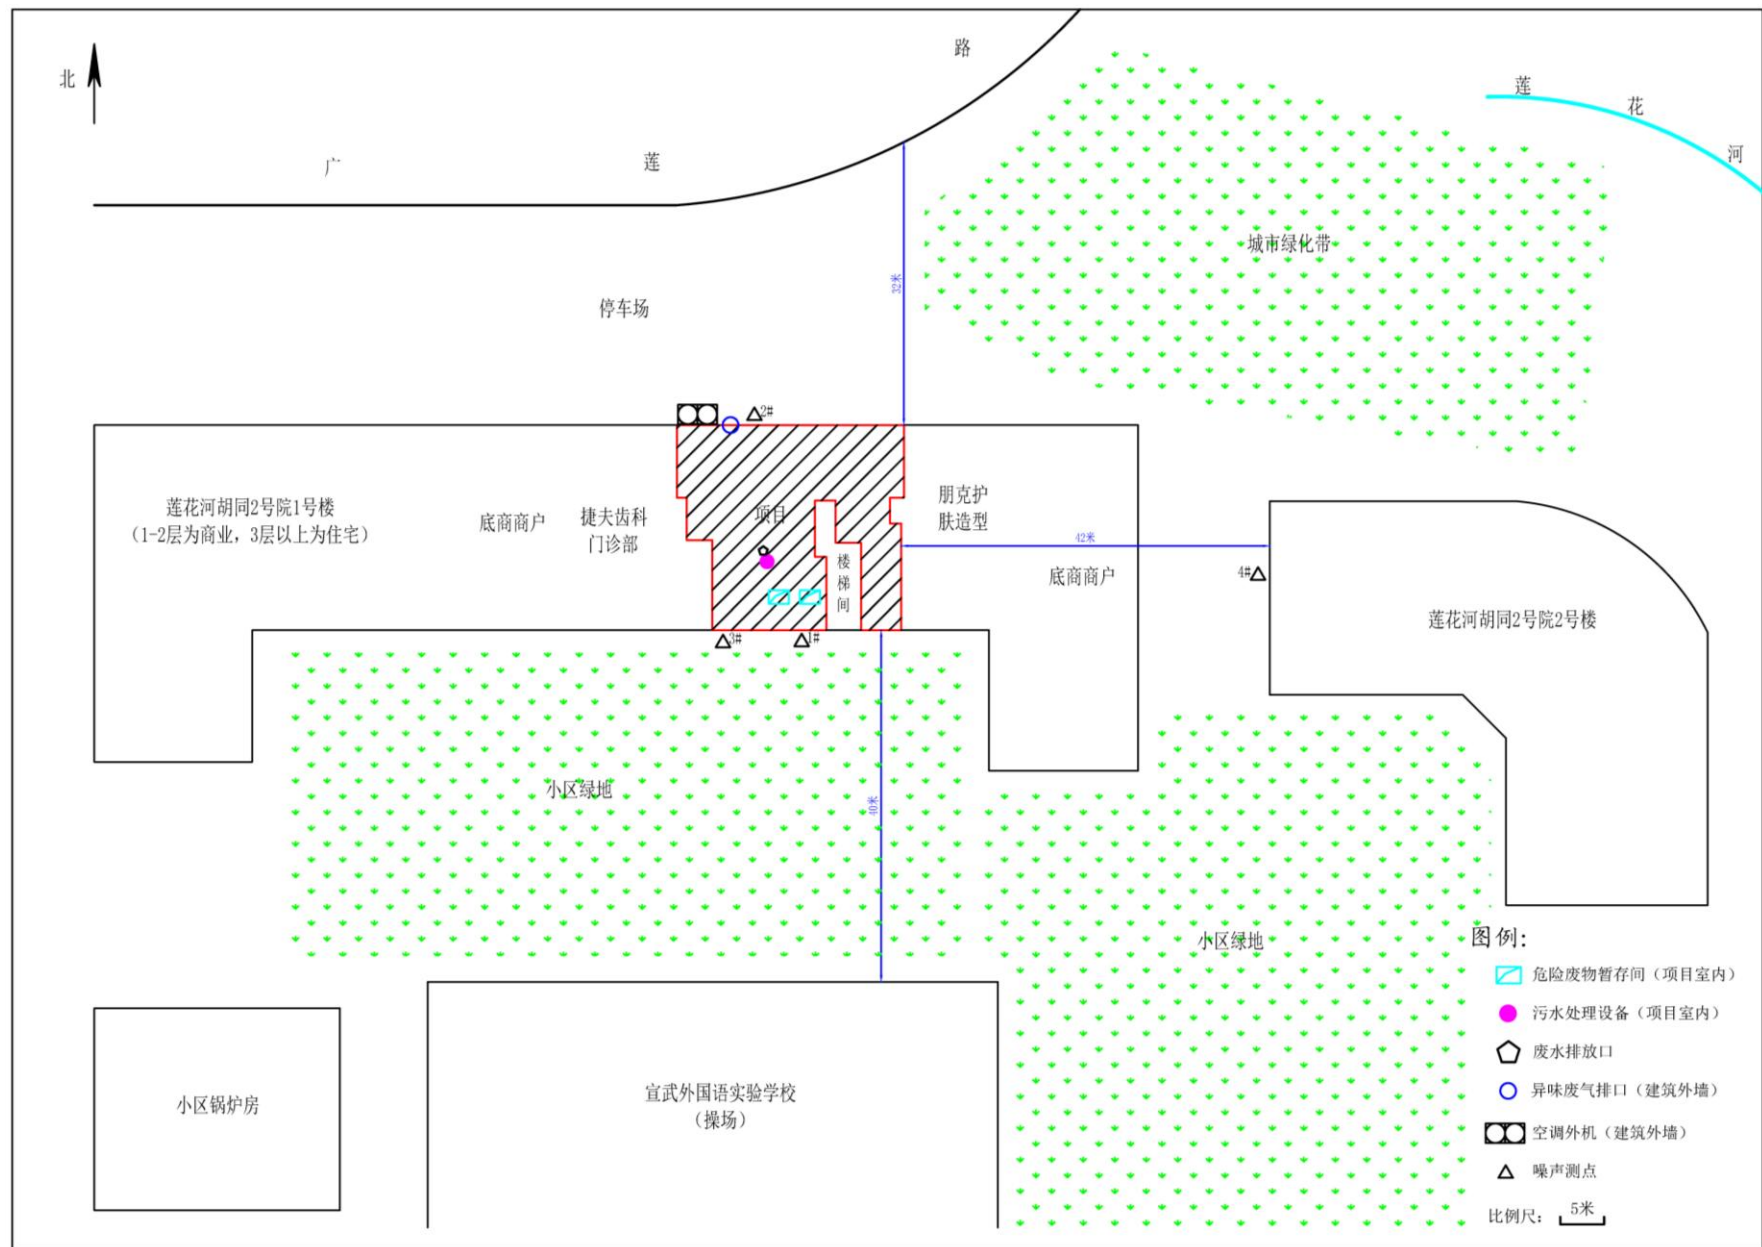 路
莲
花
河
北
广
莲
城市绿化带
32米
停车场
2#
莲花河胡同2号院1号楼
（1-2层为商业，3层以上为住宅）
底商商户
捷夫齿科
门诊部
项目
朋克护
肤造型
42米
楼
梯
间
底商商户
4#
莲花河胡同2号院2号楼
3#
1#
小区绿地
40米
小区绿地
宣武外国语实验学校
（操场）
小区锅炉房
图例:
危险废物暂存间（项目室内）
污水处理设备（项目室内）
废水排放口
异味废气排口（建筑外墙）
空调外机（建筑外墙）
噪声测点
比例尺：
5米